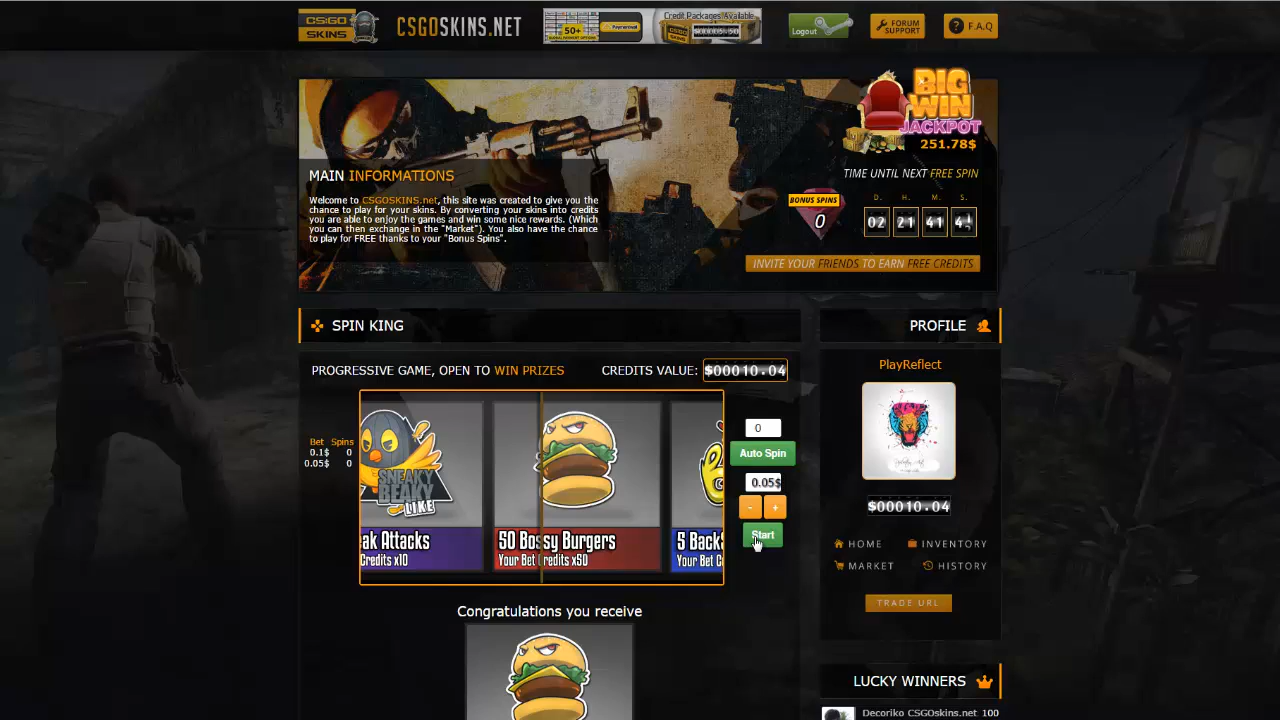 CSGO
SKINS
CSGOSKINS.NET
50+
Credit Packages Available
Logout
FORUM
SUPPORT
?
F.A.Q
BIG
WIN
JACKPOT
251.78$
MAIN INFORMATIONS
Welcome to CSGOSKINS.net, this site was created to give you the
chance to play for your skins. By converting your skins into credits
you are able to enjoy the games and win some nice rewards. (Which
you can then exchange in the "Market"). You also have the chance
to play for FREE thanks to your "Bonus Spins".
TIME UNTIL NEXT FREE SPIN
BONUS SPINS
0
D. H. M. S.
02 21 41
INVITE YOUR FRIENDS TO EARN FREE CREDITS
SPIN KING
PROFILE
PROGRESSIVE GAME, OPEN TO WIN PRIZES
CREDITS VALUE: $00010.04
PlayReflect
Bet Spins
0.1$ 0
0.05$ 0
SNEAKY
BEAKY
LIKE
ak Attacks
Credits x10
50 Bossy Burgers
Your Bet Credits x50
5 Back
Your Bet C
0
Auto Spin
0.05$
- +
Start
$00010.04
HOME
INVENTORY
MARKET
HISTORY
TRADE URL
Congratulations you receive
LUCKY WINNERS
Decoriko CSGOskins.net 100